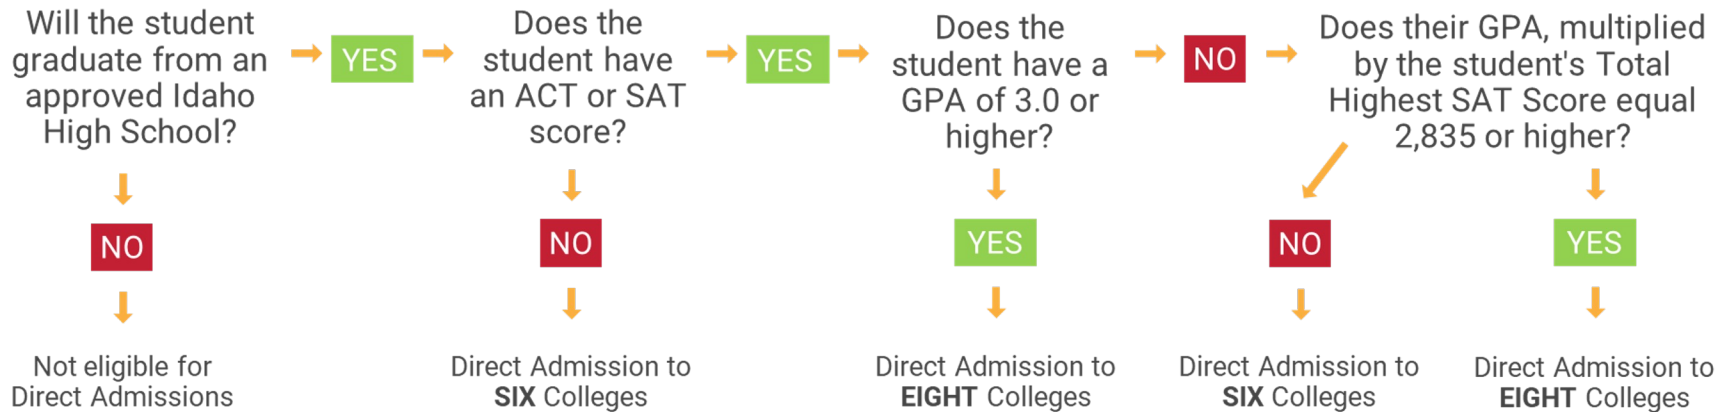 Will the student
graduate from an
approved Idaho
High School?
YES
Does the
student have
an ACT or SAT
score?
YES
Does the
student have a
GPA of 3.0 or
higher?
NO
Does their GPA, multiplied
by the student's Total
Highest SAT Score equal
2,835 or higher?
NO
NO
YES
NO
YES
Not eligible for
Direct Admissions
Direct Admission to
SIX Colleges
Direct Admission to
EIGHT Colleges
Direct Admission to
SIX Colleges
Direct Admission to
EIGHT Colleges